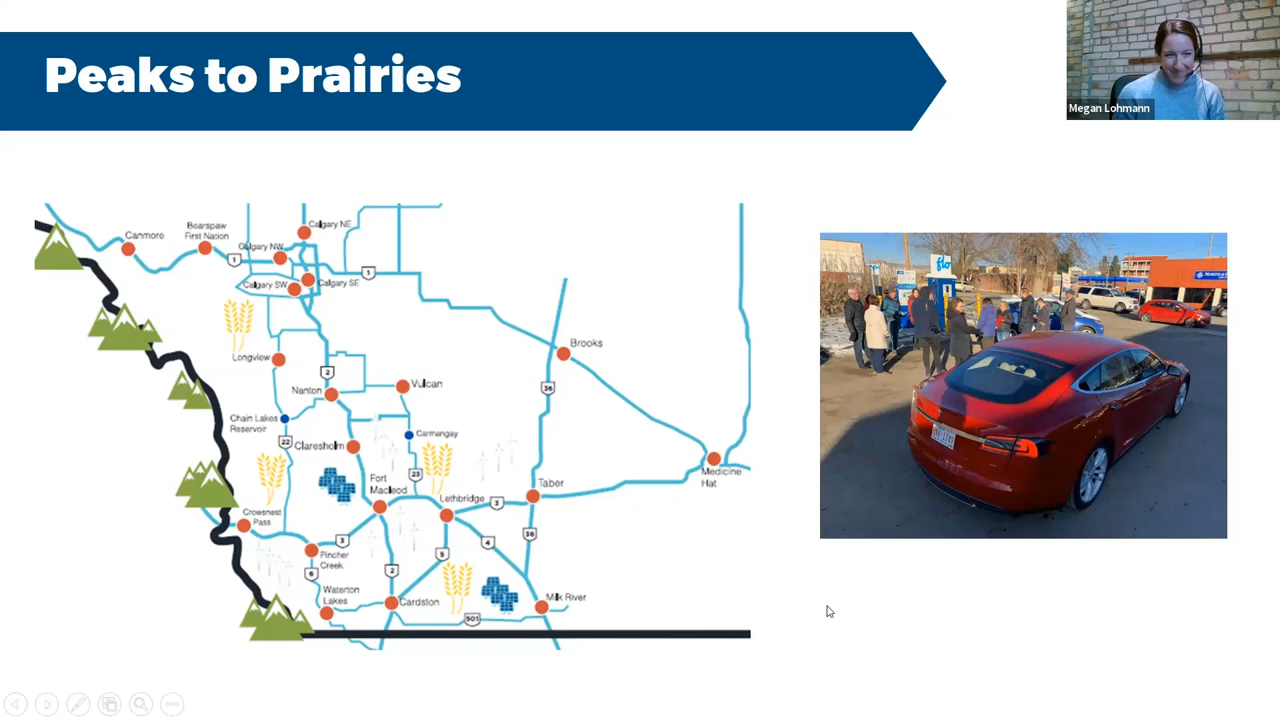 Peaks to Prairies
Megan Lohmann
Canmore
Bearspaw
First Nation
Calgary NE
Calgary NW
1
1
Calgary SW
Calgary SE
Longview
2
Nanton
Vulcan
Brooks
36
Chain Lakes
Reservoir
22
Carmangay
Claresholm
23
Fort
Macleod
Lethbridge
3
Taber
Medicine
Hat
Crowsnest
Pass
3
36
4
5
Pincher
Creek
6
2
Waterton
Lakes
Cardston
Milk River
501
flo